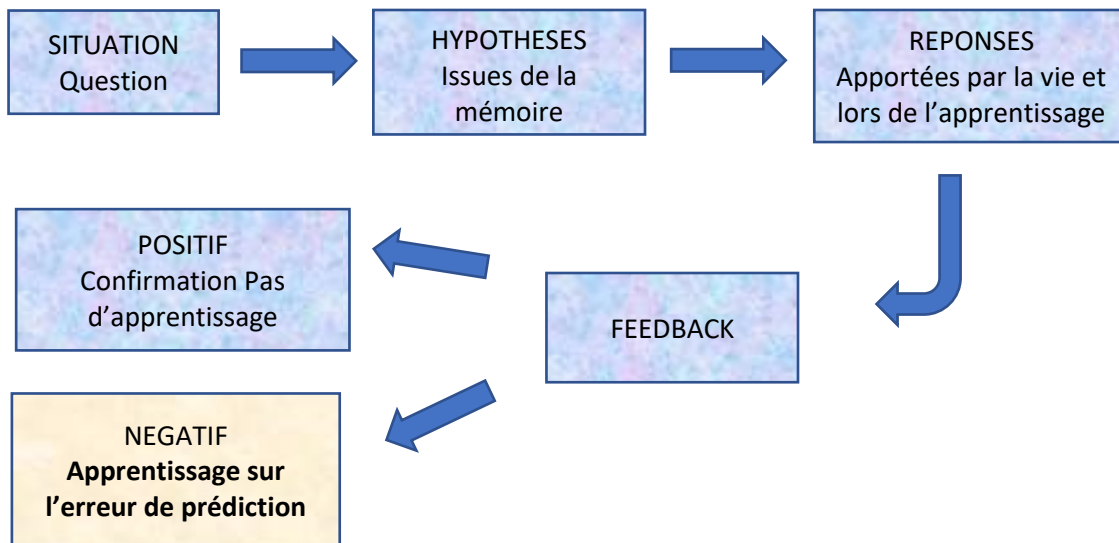 SITUATION
Question
HYPOTHESES
Issues de la
mémoire
REPONSES
Apportées par la vie et
lors de l'apprentissage
POSITIF
Confirmation Pas
d'apprentissage
FEEDBACK
NEGATIF
Apprentissage sur
l'erreur de prédiction